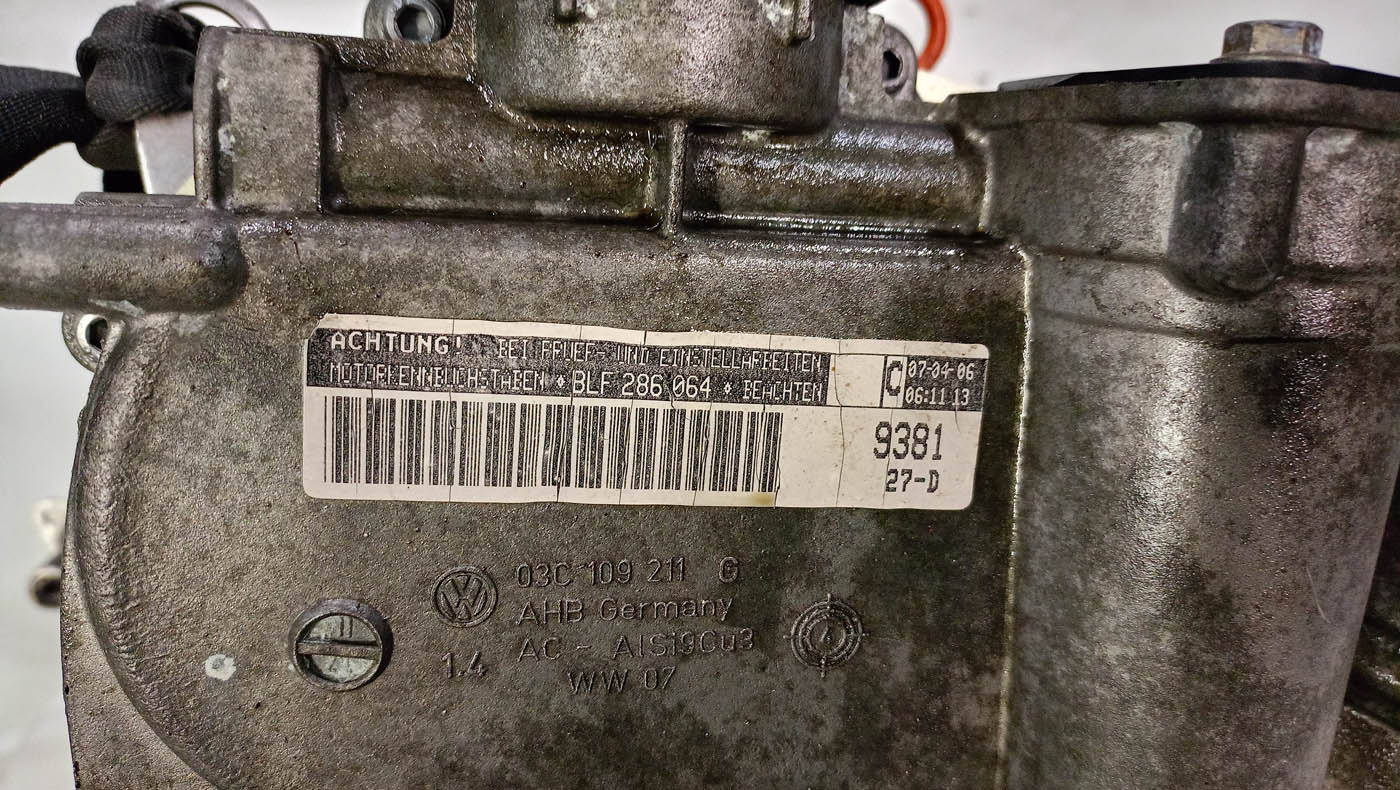 ACHTUNG! BEI PRUEF- UND EINSTELLARBEITEN
MOTORKENNBUCHSTABEN * BLF 286 064 * BEACHTEN
C 07-04-06
06:11 13
9381
27-D
03C 109 211 G
AHB Germany
1.4 AC - AlSi9Cu3
WW 07